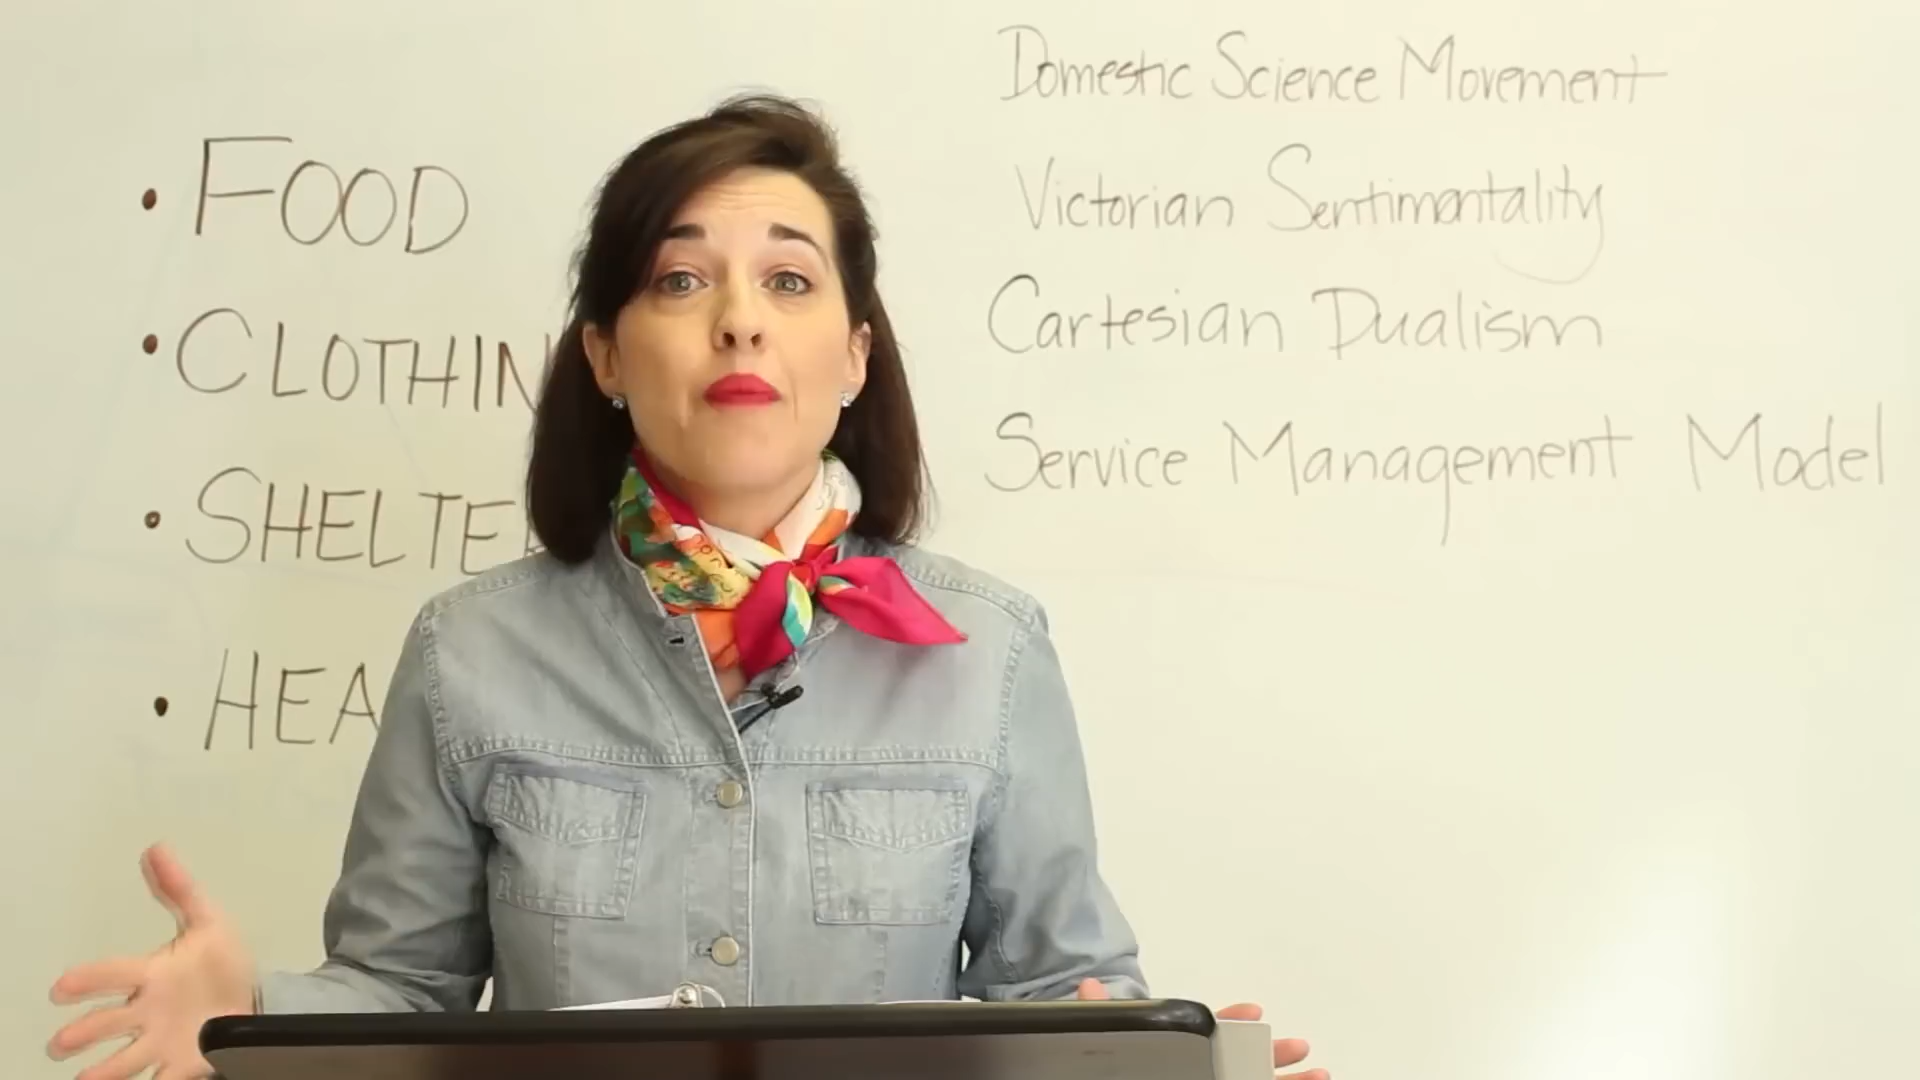 • FOOD
• CLOTHIN
• SHELTE
• HEA
Domestic Science Movement
Victorian Sentimentality
Cartesian Dualism
Service Management Model